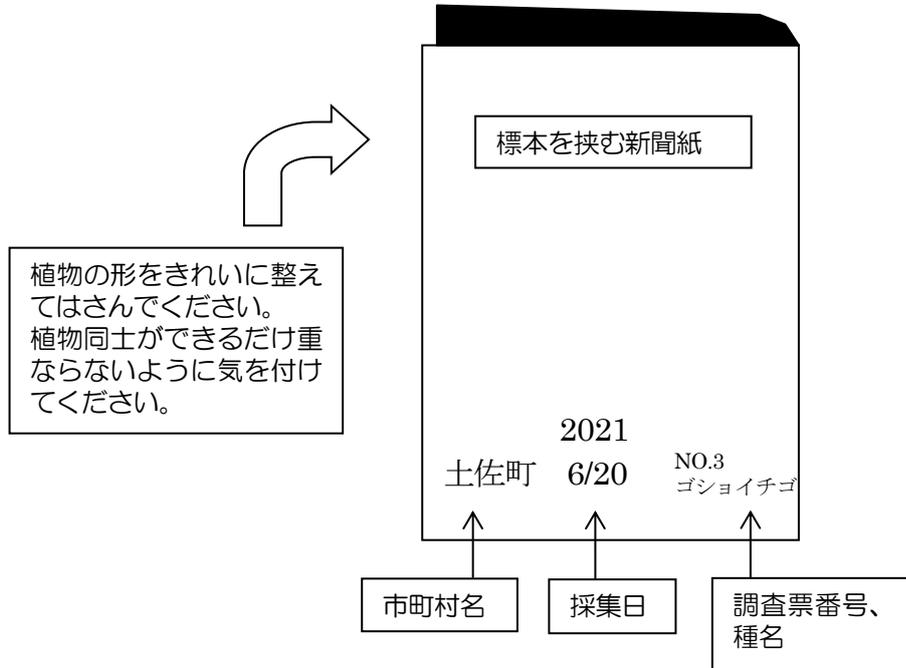 標本を挟む新聞紙
植物の形をきれいに整え
てはさんでください。
植物同士ができるだけ重
ならないように気を付け
てください。
2021
土佐町 6/20 NO.3
ゴショイチゴ
市町村名 採集日 調査票番号、
種名